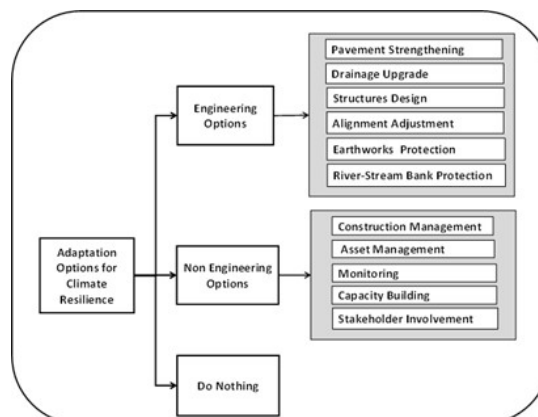 Pavement Strengthening
Drainage Upgrade
Structures Design
Alignment Adjustment
Earthworks Protection
River-Stream Bank Protection
Engineering
Options
Construction Management
Asset Management
Monitoring
Capacity Building
Stakeholder Involvement
Adaptation
Options for
Climate
Resilience
Non Engineering
Options
Do Nothing